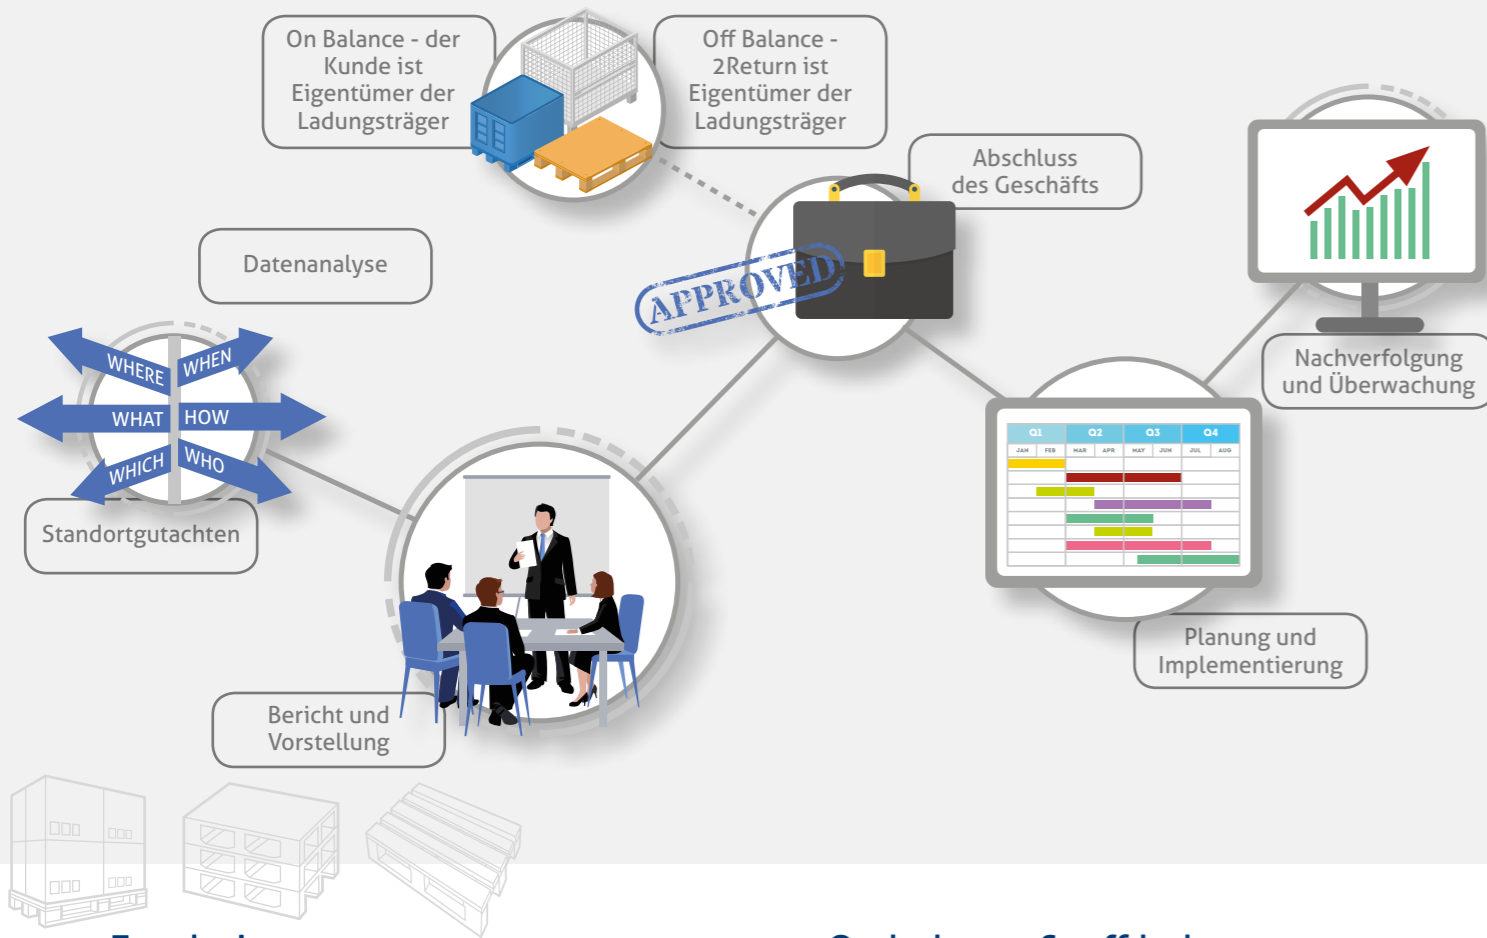 On Balance - der
Kunde ist
Eigentümer der
Ladungsträger
Off Balance -
2Return ist
Eigentümer der
Ladungsträger
Abschluss
des Geschäfts
Datenanalyse
APPROVED
WHERE
WHEN
WHAT
HOW
WHICH
WHO
Standortgutachten
Nachverfolgung
und Überwachung
Q1 Q2 Q3 Q4
JAN FEB MAR APR MAY JUN JUL AUG
Planung und
Implementierung
Bericht und
Vorstellung